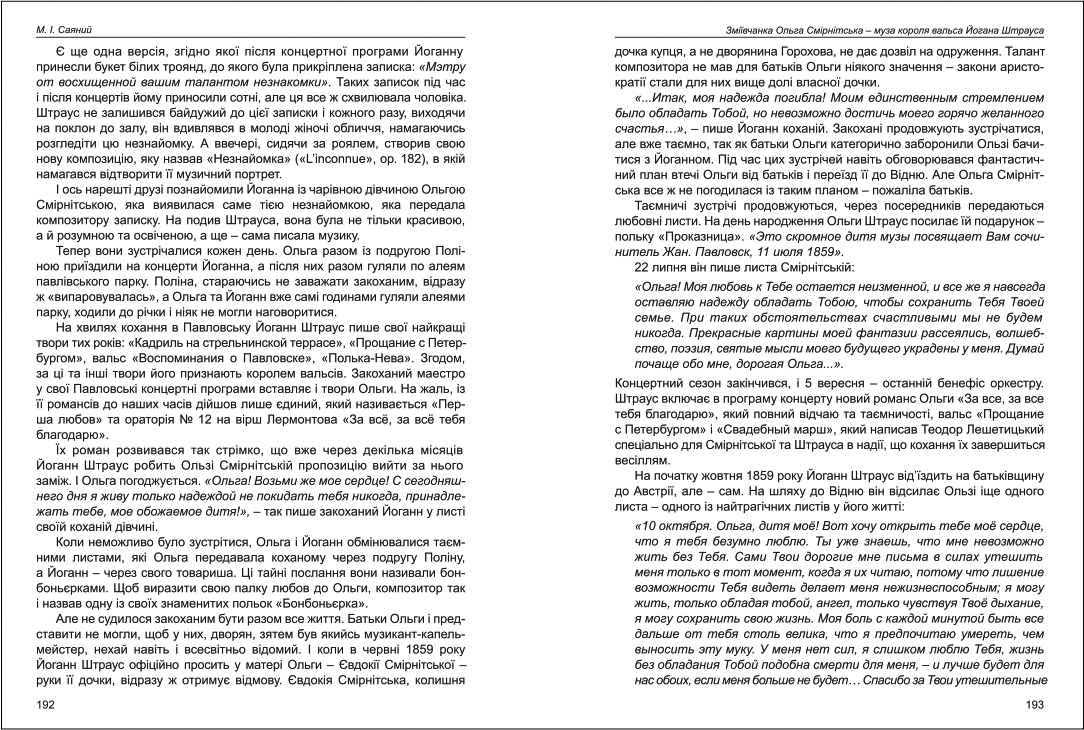 М. І. Саяний
Є ще одна версія, згідно якої після концертної програми Йоганну
принесли букет білих троянд, до якого була прикріплена записка: «Мэтру
от восхищенной вашим талантом незнакомки». Таких записок під час
і після концертів йому приносили сотні, але ця все ж схвилювала чоловіка.
Штраус не залишився байдужий до цієї записки і кожного разу, виходячи
на поклон до залу, він вдивлявся в молоді жіночі обличчя, намагаючись
розгледіти цю незнайомку. А ввечері, сидячи за роялем, створив свою
нову композицію, яку назвав «Незнайомка» («L’inconnue», ор. 182), в якій
намагався відтворити її музичний портрет.
І ось нарешті друзі познайомили Йоганна із чарівною дівчиною Ольгою
Смірнітською, яка виявилася саме тією незнайомкою, яка передала
композитору записку. На подив Штрауса, вона була не тільки красивою,
а й розумною та освіченою, а ще – сама писала музику.
Тепер вони зустрічалися кожен день. Ольга разом із подругою Полі-
ною приїздили на концерти Йоганна, а після них разом гуляли по алеям
павлівського парку. Поліна, стараючись не заважати закоханим, відразу
ж «випаровувалась», а Ольга та Йоганн вже самі годинами гуляли алеями
парку, ходили до річки і ніяк не могли наговоритися.
На хвилях кохання в Павловську Йоганн Штраус пише свої найкращі
твори тих років: «Кадриль на стрельнинской террасе», «Прощание с Петер-
бургом», вальс «Воспоминания о Павловске», «Полька-Нева». Згодом,
за ці та інші твори його признають королем вальсів. Закоханий маестро
у свої Павловські концертні програми вставляє і твори Ольги. На жаль, із
її романсів до наших часів дійшов лише єдиний, який називається «Пер-
ша любов» та ораторія № 12 на вірш Лермонтова «За всё, за всё тебя
благодарю».
Їх роман розвивався так стрімко, що вже через декілька місяців
Йоганн Штраус робить Ользі Смірнітській пропозицію вийти за нього
заміж. І Ольга погоджується. «Ольга! Возьми же мое сердце! С сегодняш-
него дня я живу только надеждой не покидать тебя никогда, принадле-
жать тебе, мое обожаемое дитя!», – так пише закоханий Йоганн у листі
своїй коханій дівчині.
Коли неможливо було зустрітися, Ольга і Йоганн обмінювалися таєм-
ними листами, які Ольга передавала коханому через подругу Поліну,
а Йоганн – через свого товариша. Ці тайні послання вони називали бон-
боньєрками. Щоб виразити свою палку любов до Ольги, композитор так
і назвав одну із своїх знаменитих польок «Бонбоньєрка».
Але не судилося закоханим бути разом все життя. Батьки Ольги і пред-
ставити не могли, щоб у них, дворян, зятем був якийсь музикант-капель-
мейстер, нехай навіть і всесвітньо відомий. І коли в червні 1859 року
Йоганн Штраус офіційно просить у матері Ольги – Євдокії Смірнітської –
руки її дочки, відразу ж отримує відмову. Євдокія Смірнітська, колишня
192
Зміївчанка Ольга Смірнітська – муза короля вальса Йогана Штрауса
дочка купця, а не дворянина Горохова, не дає дозвіл на одруження. Талант
композитора не мав для батьків Ольги ніякого значення – закони аристо-
кратії стали для них вище долі власної дочки.
«...Итак, моя надежда погибла! Моим единственным стремлением
было обладать Тобой, но невозможно достичь моего горячо желанного
счастья…», – пише Йоганн коханій. Закохані продовжують зустрічатися,
але вже таємно, так як батьки Ольги категорично заборонили Ользі бачи-
тися з Йоганном. Під час цих зустрічей навіть обговорювався фантастич-
ний план втечі Ольги від батьків і переїзд її до Відню. Але Ольга Смірніт-
ська все ж не погодилася із таким планом – пожаліла батьків.
Таємничі зустрічі продовжуються, через посередників передаються
любовні листи. На день народження Ольги Штраус посилає їй подарунок –
польку «Проказница». «Это скромное дитя музы посвящает Вам сочи-
нитель Жан. Павловск, 11 июля 1859».
22 липня він пише листа Смірнітській:
«Ольга! Моя любовь к Тебе остается неизменной, и все же я навсегда
оставляю надежду обладать Тобою, чтобы сохранить Тебя Твоей
семье. При таких обстоятельствах счастливыми мы не будем
никогда. Прекрасные картины моей фантазии рассеялись, волшеб-
ство, поэзия, святые мысли моего будущего украдены у меня. Думай
почаще обо мне, дорогая Ольга...».
Концертний сезон закінчився, і 5 вересня – останній бенефіс оркестру.
Штраус включає в програму концерту новий романс Ольги «За все, за все
тебя благодарю», який повний відчаю та таємничості, вальс «Прощание
с Петербургом» і «Свадебный марш», який написав Теодор Лешетицький
спеціально для Смірнітської та Штрауса в надії, що кохання їх завершиться
весіллям.
На початку жовтня 1859 року Йоганн Штраус від’їздить на батьківщину
до Австрії, але – сам. На шляху до Відню він відсилає Ользі іще одного
листа – одного із найтрагічних листів у його житті:
«10 октября. Ольга, дитя моё! Вот хочу открыть тебе моё сердце,
что я тебя безумно люблю. Ты уже знаешь, что мне невозможно
жить без Тебя. Сами Твои дорогие мне письма в силах утешить
меня только в тот момент, когда я их читаю, потому что лишение
возможности Тебя видеть делает меня нежизнеспособным; я могу
жить, только обладая тобой, ангел, только чувствуя Твоё дыхание,
я могу сохранить свою жизнь. Моя боль с каждой минутой быть все
дальше от тебя столь велика, что я предпочитаю умереть, чем
выносить эту муку. У меня нет сил, я слишком люблю Тебя, жизнь
без обладания Тобой подобна смерти для меня, – и лучше будет для
нас обоих, если меня больше не будет… Спасибо за Твои утешительные
193